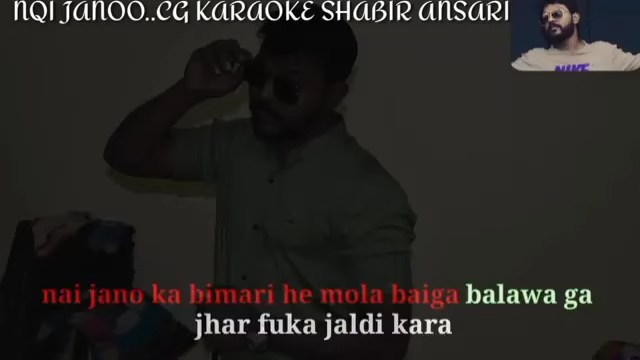 NQI JANOO..CG KARAOKE SHABIR ANSARI
NIKE
nai jano ka bimari he mola baiga balawa ga
jhar fuka jaldi kara